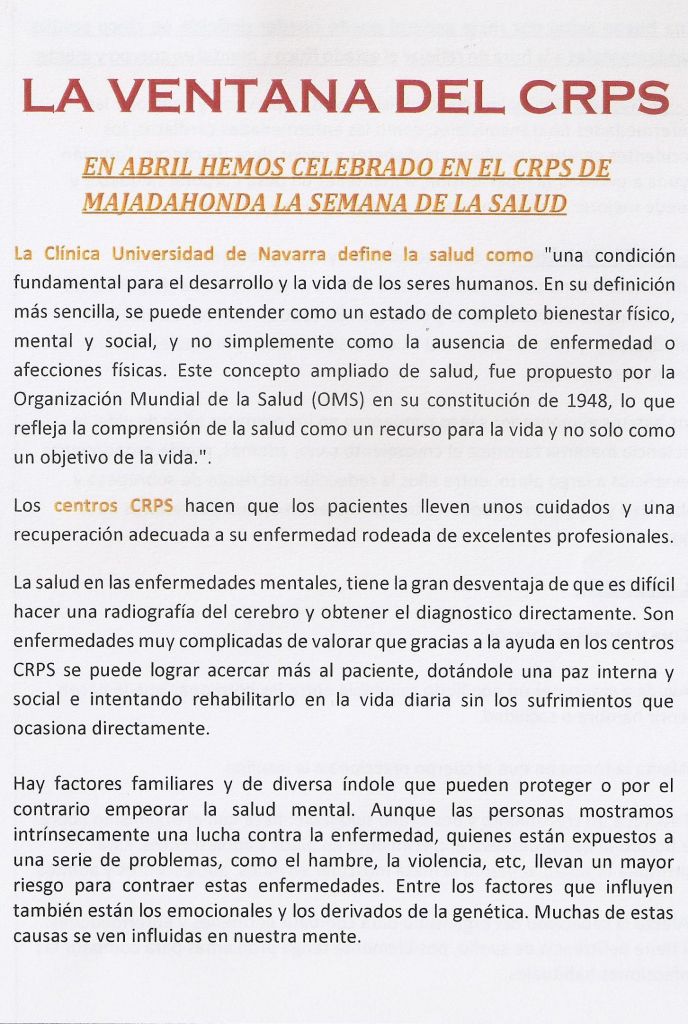 LA VENTANA DEL CRPS
EN ABRIL HEMOS CELEBRADO EN EL CRPS DE
MAJADAHONDA LA SEMANA DE LA SALUD
La Clínica Universidad de Navarra define la salud como "una condición
fundamental para el desarrollo y la vida de los seres humanos. En su definición
más sencilla, se puede entender como un estado de completo bienestar físico,
mental y social, y no simplemente como la ausencia de enfermedad o
afecciones físicas. Este concepto ampliado de salud, fue propuesto por la
Organización Mundial de la Salud (OMS) en su constitución de 1948, lo que
refleja la comprensión de la salud como un recurso para la vida y no solo como
un objetivo de la vida.".
Los centros CRPS hacen que los pacientes lleven unos cuidados y una
recuperación adecuada a su enfermedad rodeada de excelentes profesionales.
La salud en las enfermedades mentales, tiene la gran desventaja de que es difícil
hacer una radiografía del cerebro y obtener el diagnostico directamente. Son
enfermedades muy complicadas de valorar que gracias a la ayuda en los centros
CRPS se puede lograr acercar más al paciente, dotándole una paz interna y
social e intentando rehabilitarlo en la vida diaria sin los sufrimientos que
ocasiona directamente.
Hay factores familiares y de diversa índole que pueden proteger o por el
contrario empeorar la salud mental. Aunque las personas mostramos
intrínsecamente una lucha contra la enfermedad, quienes están expuestos a
una serie de problemas, como el hambre, la violencia, etc, llevan un mayor
riesgo para contraer estas enfermedades. Entre los factores que influyen
también están los emocionales y los derivados de la genética. Muchas de estas
causas se ven influidas en nuestra mente.